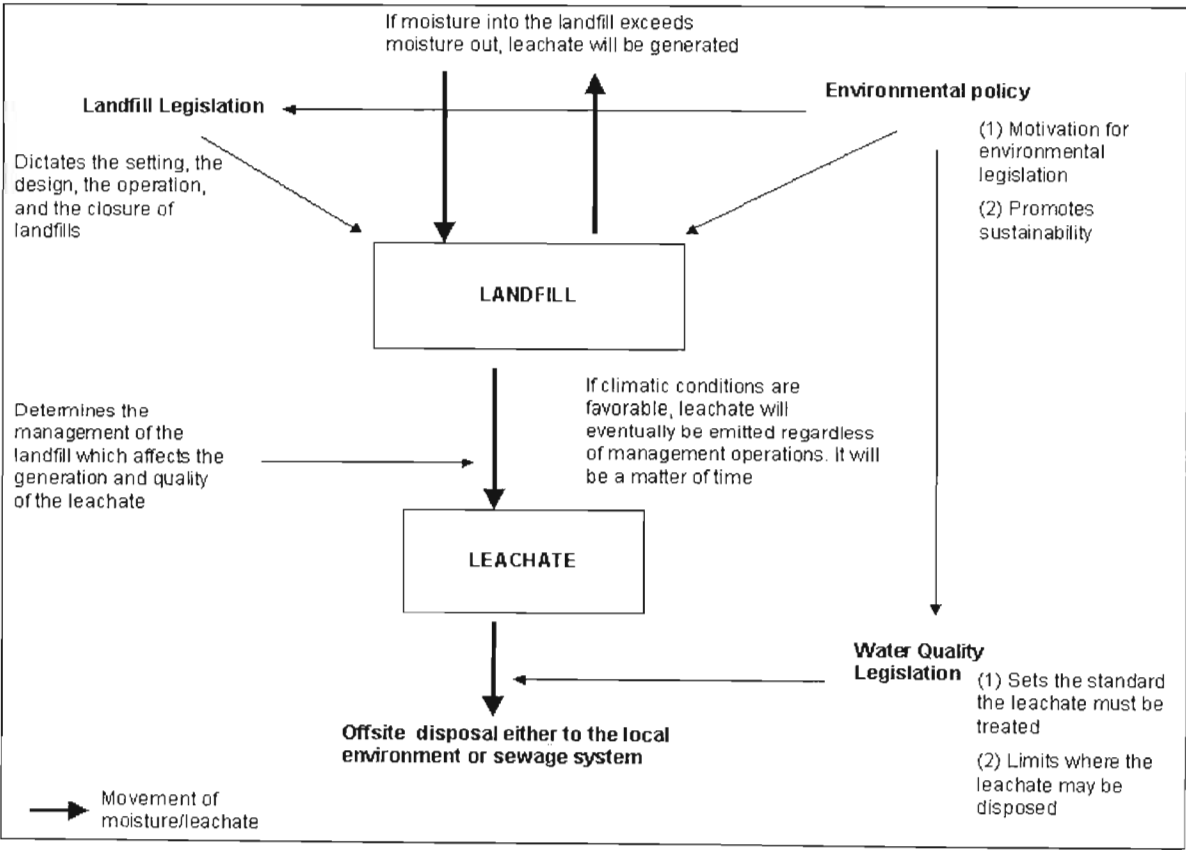 If moisture into the landfill exceeds
moisture out, leachate will be generated
Landfill Legislation
Environmental policy
Dictates the setting, the
design, the operation,
and the closure of
landfills
(1) Motivation for
environmental
legislation
(2) Promotes
sustainability
LANDFILL
Determines the
management of the
landfill which affects the
generation and quality
of the leachate
If climatic conditions are
favorable, leachate will
eventually be emitted regardless
of management operations. It will
be a matter of time
LEACHATE
Water Quality
Legislation
(1) Sets the standard
the leachate must be
treated
(2) Limits where the
leachate may be
disposed
Offsite disposal either to the local
environment or sewage system
Movement of
moisture/leachate